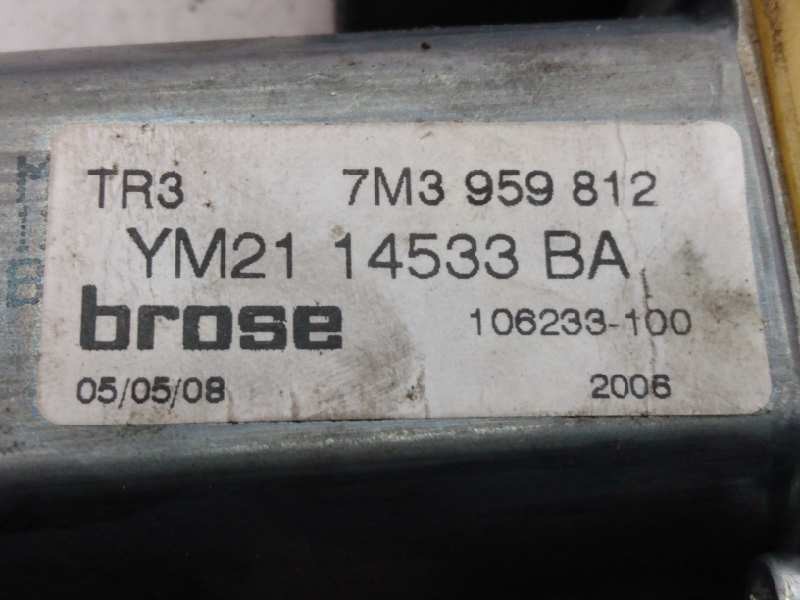 TR3 7M3 959 812
YM21 14533 BA
brose 106233-100
05/05/08 2006